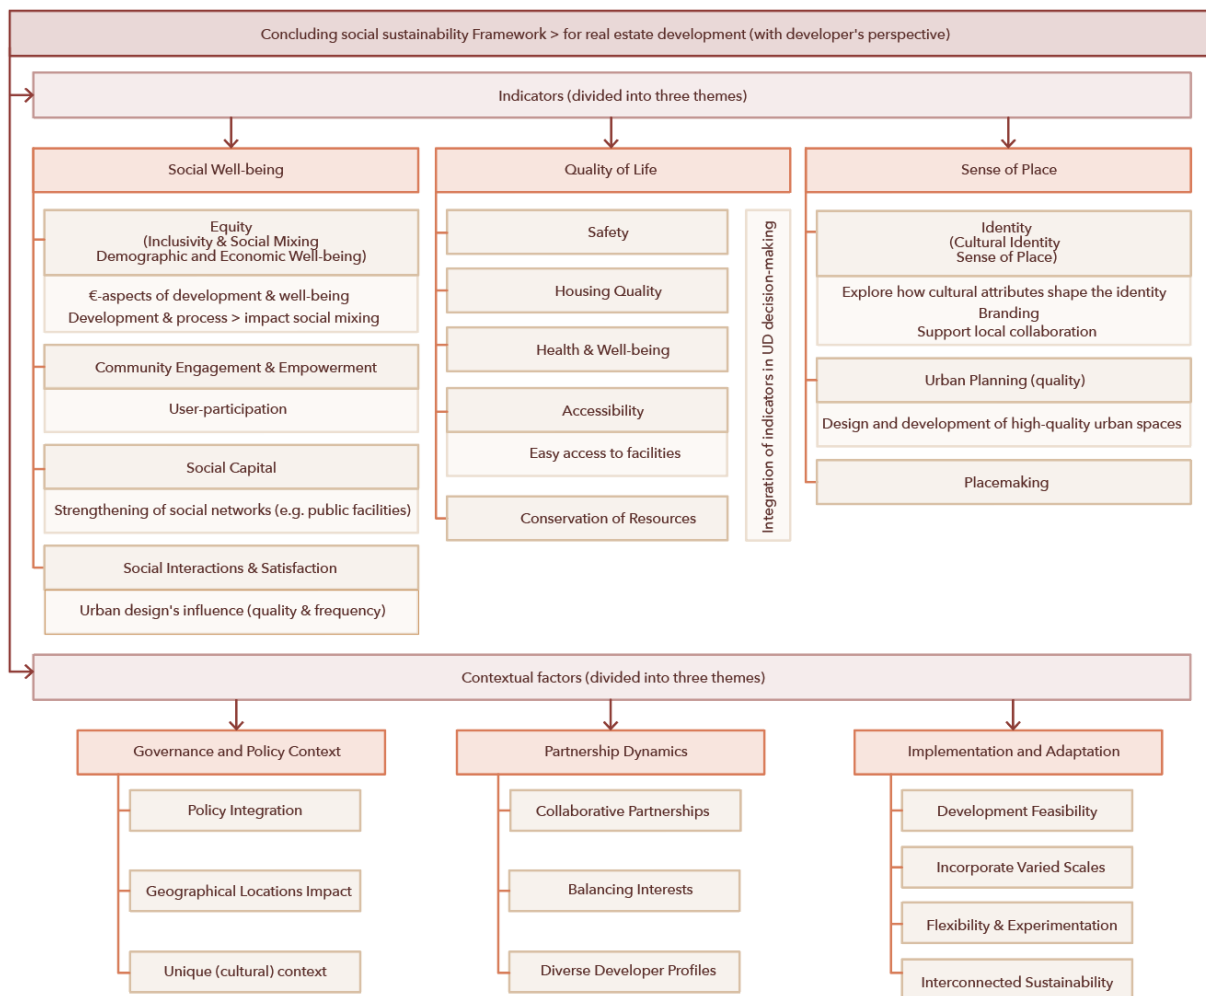 Concluding social sustainability Framework > for real estate development (with developer's perspective)
Indicators (divided into three themes)
Social Well-being
Equity
(Inclusivity & Social Mixing
Demographic and Economic Well-being)
€-aspects of development & well-being
Development & process > impact social mixing
Community Engagement & Empowerment
User-participation
Social Capital
Strengthening of social networks (e.g. public facilities)
Social Interactions & Satisfaction
Urban design's influence (quality & frequency)
Quality of Life
Safety
Housing Quality
Health & Well-being
Accessibility
Easy access to facilities
Conservation of Resources
Integration of indicators in UD decision-making
Sense of Place
Identity
(Cultural Identity
Sense of Place)
Explore how cultural attributes shape the identity
Branding
Support local collaboration
Urban Planning (quality)
Design and development of high-quality urban spaces
Placemaking
Contextual factors (divided into three themes)
Governance and Policy Context
Policy Integration
Geographical Locations Impact
Unique (cultural) context
Partnership Dynamics
Collaborative Partnerships
Balancing Interests
Diverse Developer Profiles
Implementation and Adaptation
Development Feasibility
Incorporate Varied Scales
Flexibility & Experimentation
Interconnected Sustainability